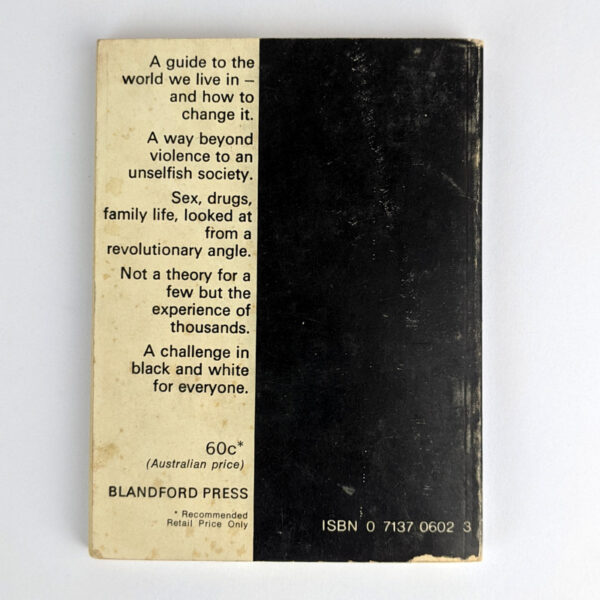 A guide to the
world we live in –
and how to
change it.
A way beyond
violence to an
unselfish society.
Sex, drugs,
family life, looked at
from a
revolutionary angle.
Not a theory for a
few but the
experience of
thousands.
A challenge in
black and white
for everyone.
60c*
(Australian price)
BLANDFORD PRESS
* Recommended
Retail Price Only
ISBN 0 7137 0602 3